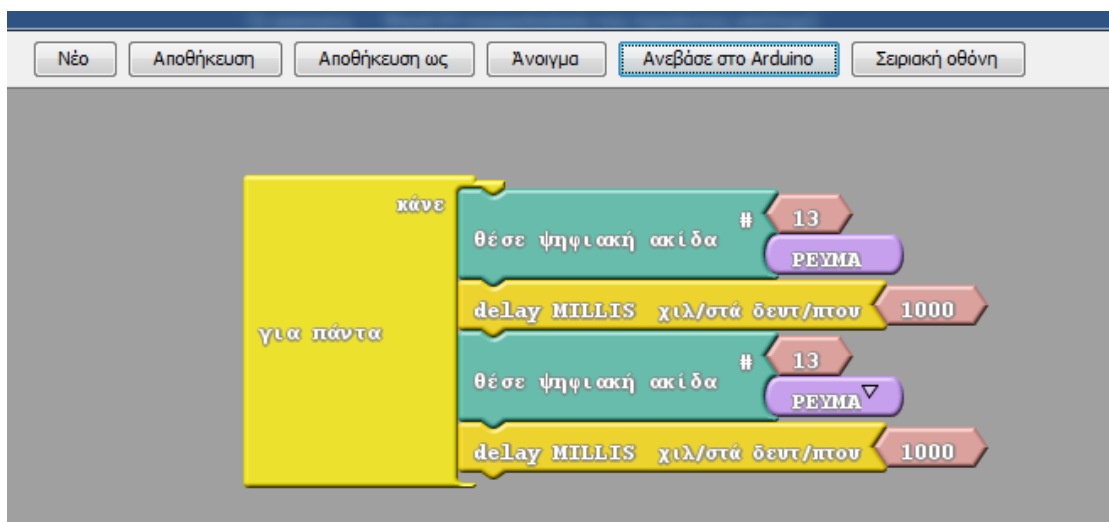 Νέο Αποθήκευση Αποθήκευση ως Άνοιγμα Ανεβάσε στο Arduino Σειριακή οθόνη
κάνε
θέσε ψηφιακή ακίδα # 13
ΡΕΥΜΑ
delay MILLIS χιλ/στά δευτ/πτου 1000
για πάντα
θέσε ψηφιακή ακίδα # 13
ΡΕΥΜΑ
delay MILLIS χιλ/στά δευτ/πτου 1000